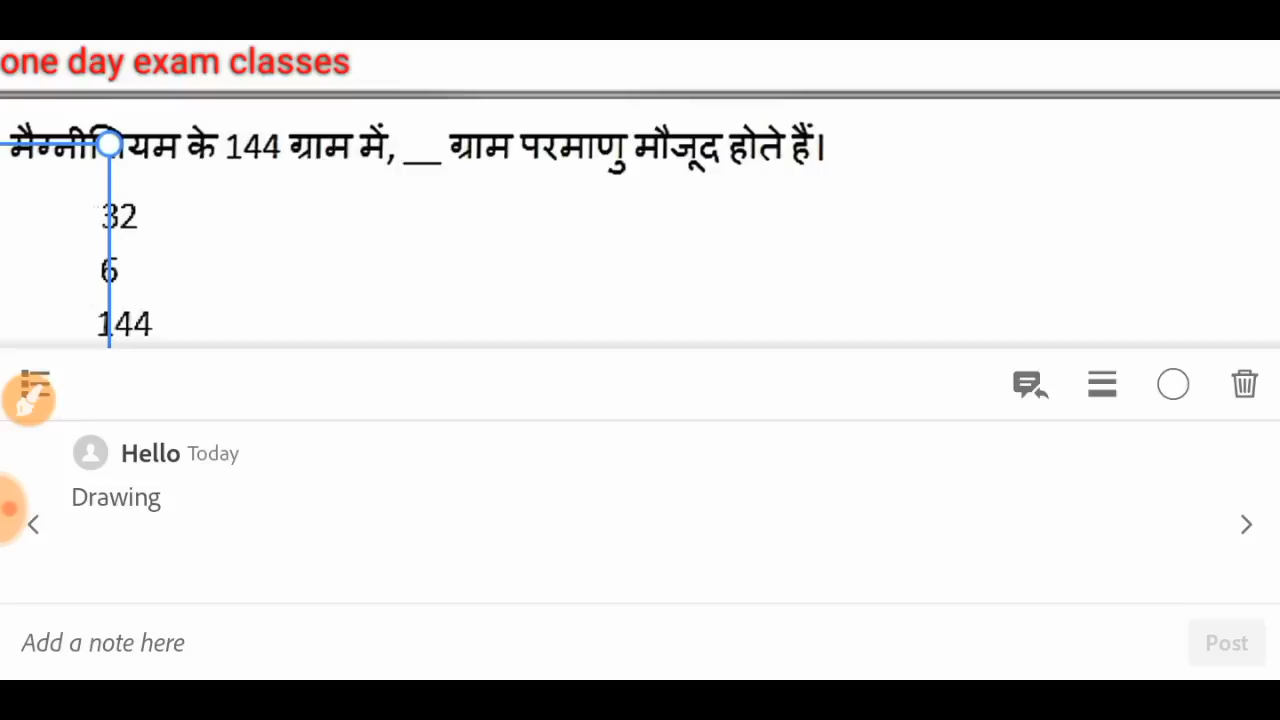 one day exam classes
मैग्नीशियम के 144 ग्राम में, __ ग्राम परमाणु मौजूद होते हैं।
32
6
144
Hello Today
Drawing
Add a note here
Post